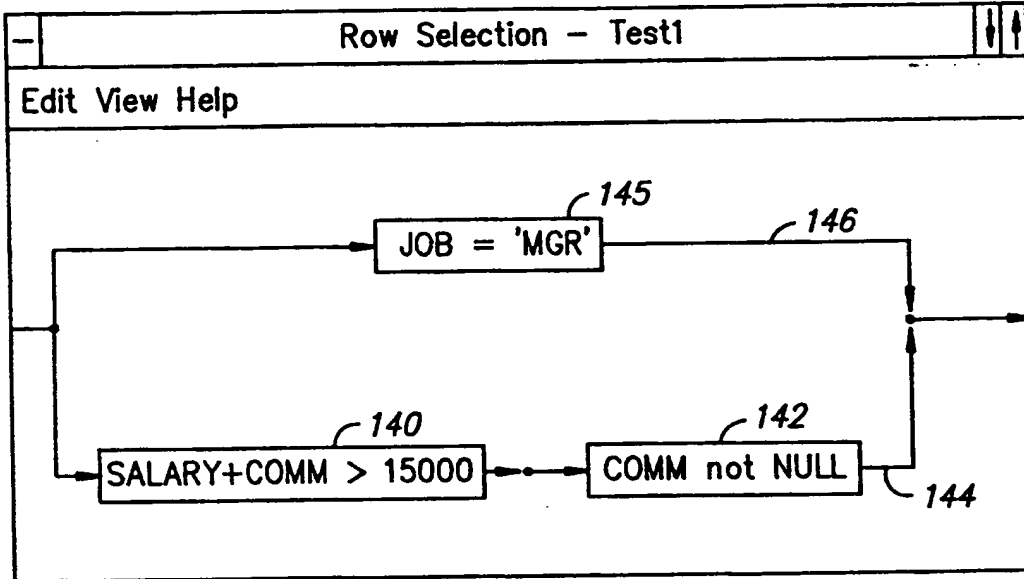 Row Selection - Test1
Edit View Help
145
JOB = 'MGR'
146
140
142
SALARY+COMM > 15000
COMM not NULL
144